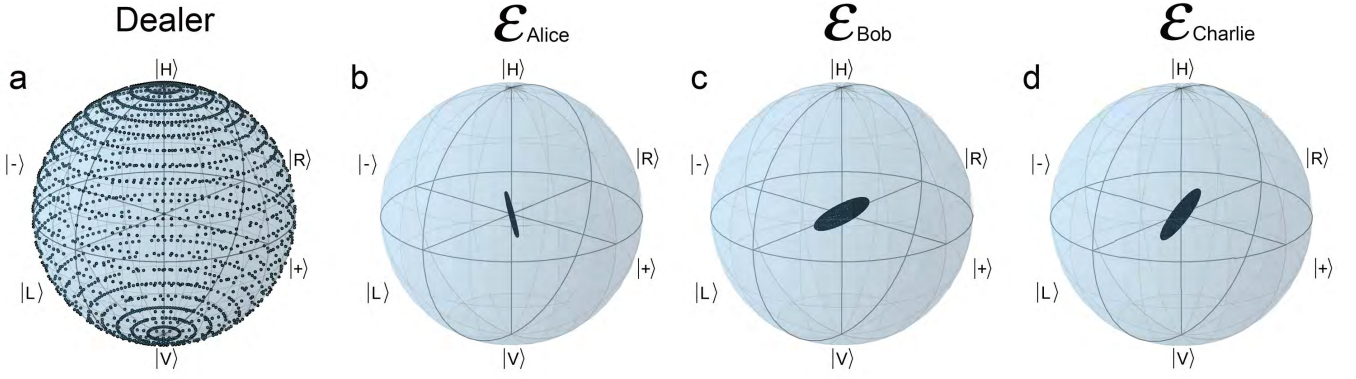 Dealer
ℰAlice
ℰBob
ℰCharlie
a
b
c
d
|H⟩
|H⟩
|H⟩
|H⟩
|-⟩
|R⟩
|-⟩
|R⟩
|-⟩
|R⟩
|-⟩
|R⟩
|L⟩
|+⟩
|L⟩
|+⟩
|L⟩
|+⟩
|L⟩
|+⟩
|V⟩
|V⟩
|V⟩
|V⟩